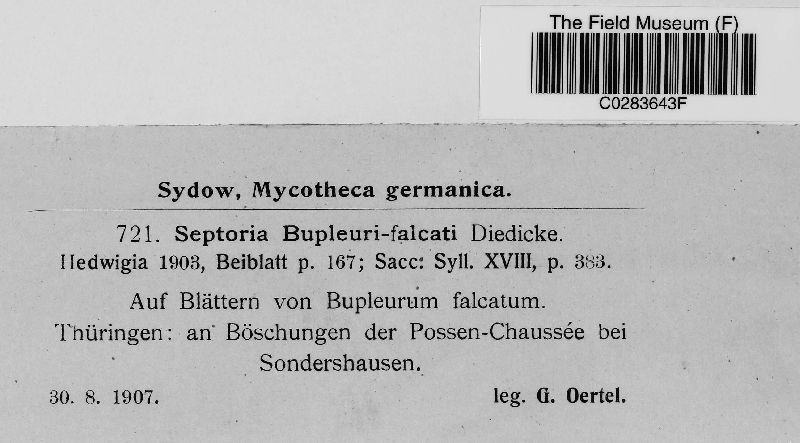 The Field Museum (F)
C0283643F
Sydow, Mycotheca germanica.
721. Septoria Bupleuri-falcati Diedicke.
Hedwigia 1903, Beiblatt p. 167; Sacc: Syll. XVIII, p. 383.
Auf Blättern von Bupleurum falcatum.
Thüringen: an Böschungen der Possen-Chaussée bei
Sondershausen.
30. 8. 1907. leg. G. Oertel.